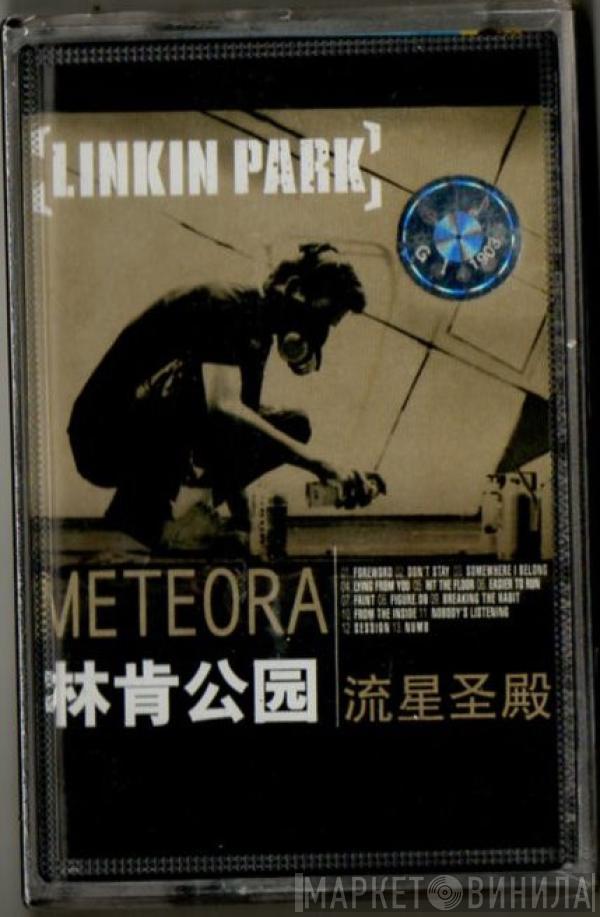 [LINKIN PARK]
METEORA
01. FOREWORD 02. DON'T STAY 03. SOMEWHERE I BELONG
04. LYING FROM YOU 05. HIT THE FLOOR 06. EASIER TO RUN
07. FAINT 08. FIGURE.09 09. BREAKING THE HABIT
10. FROM THE INSIDE 11. NOBODY'S LISTENING
12. SESSION 13. NUMB
林肯公园
流星圣殿
МАРКЕТ ВИНИЛА